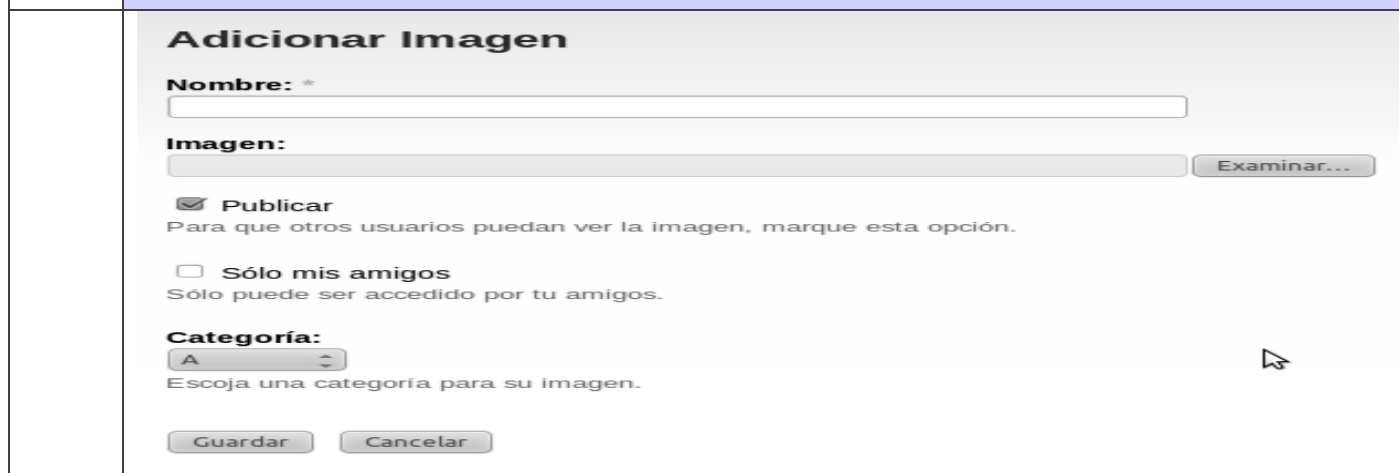 Adicionar Imagen
Nombre: *
Imagen:
Examinar...
Publicar
Para que otros usuarios puedan ver la imagen, marque esta opción.
Sólo mis amigos
Sólo puede ser accedido por tu amigos.
Categoría:
A
Escoja una categoría para su imagen.
Guardar Cancelar